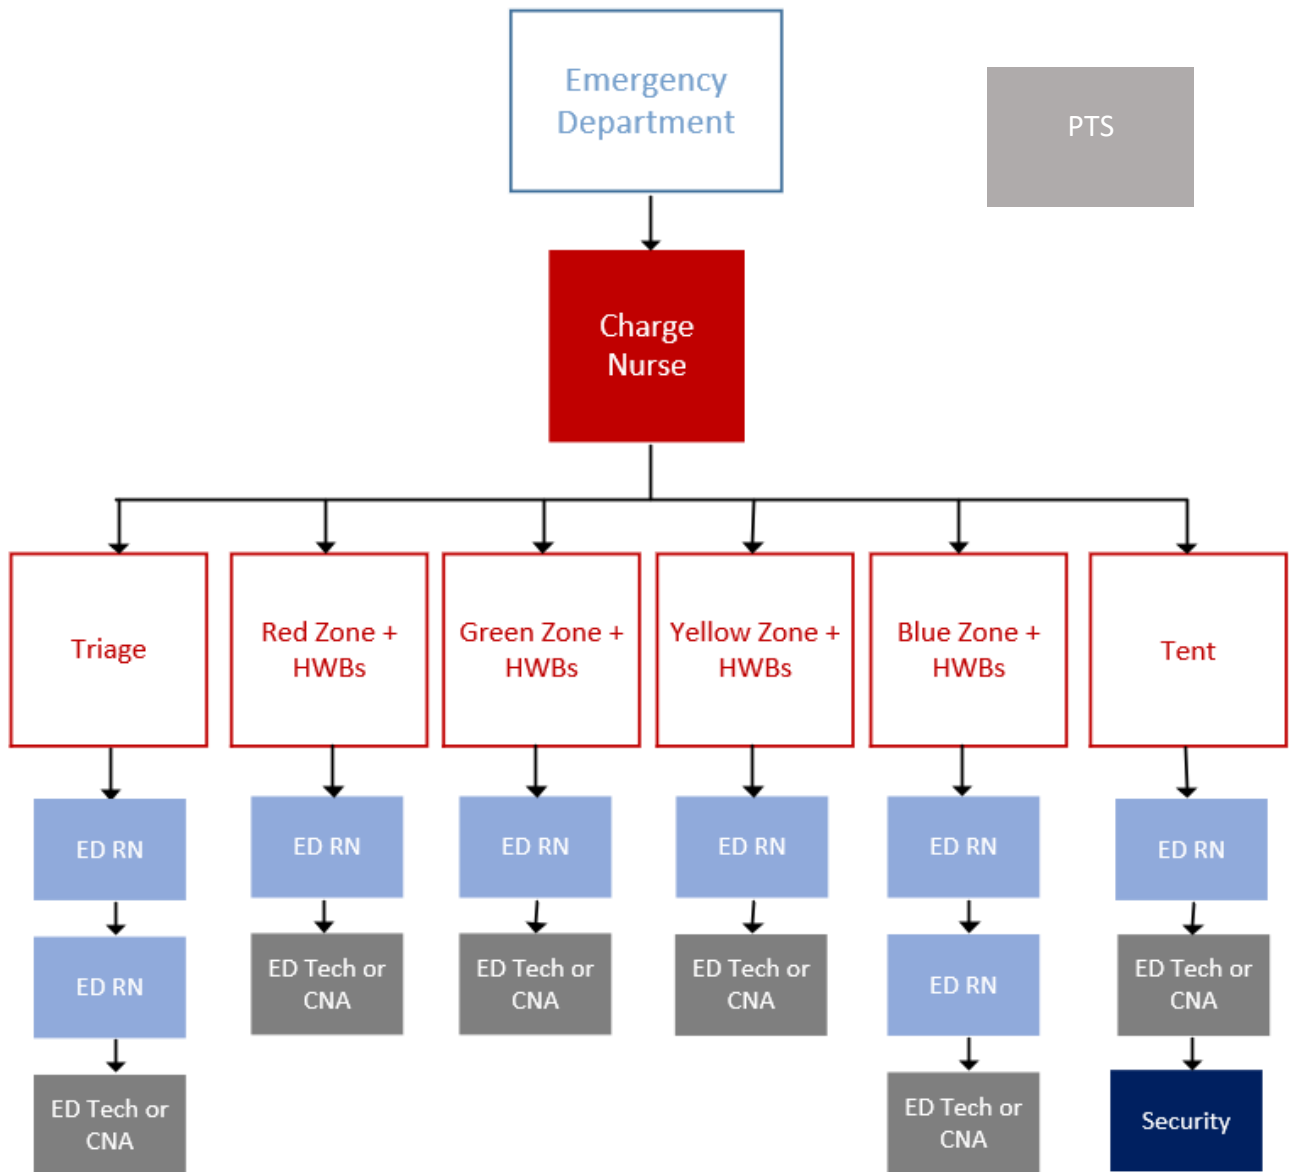 Emergency
Department
PTS
Charge
Nurse
Triage
Red Zone +
HWBs
Green Zone +
HWBs
Yellow Zone +
HWBs
Blue Zone +
HWBs
Tent
ED RN
ED RN
ED RN
ED RN
ED RN
ED RN
ED RN
ED Tech or
CNA
ED Tech or
CNA
ED Tech or
CNA
ED RN
ED Tech or
CNA
ED Tech or
CNA
ED Tech or
CNA
Security